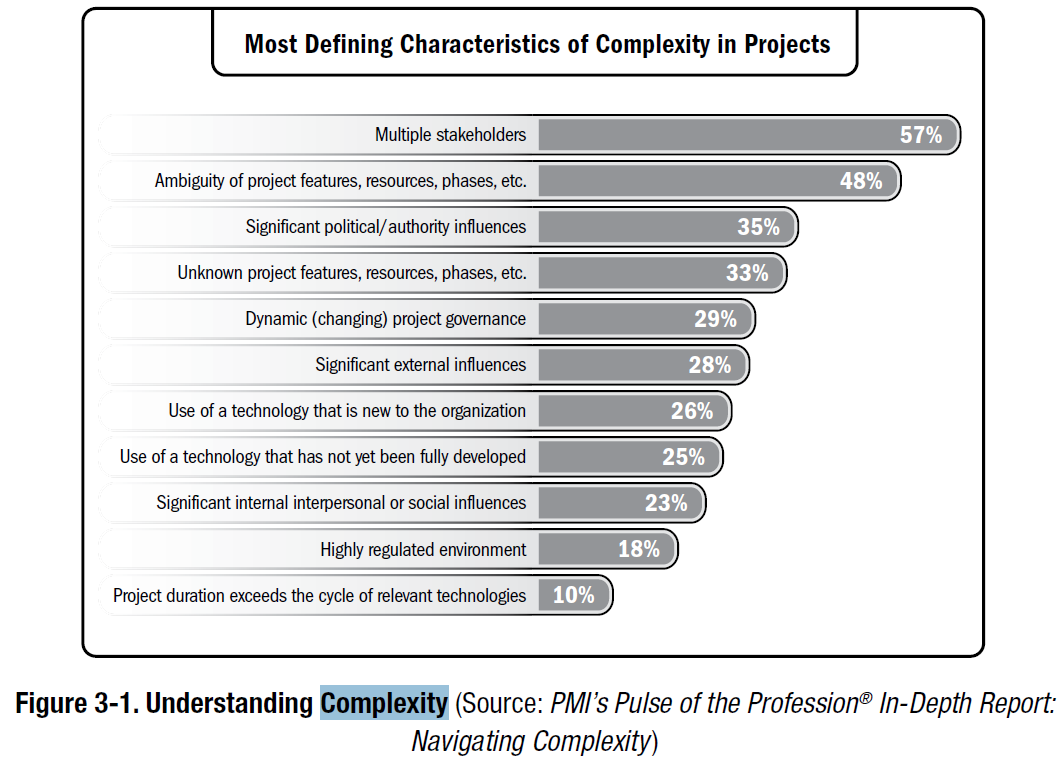 Most Defining Characteristics of Complexity in Projects
Multiple stakeholders 57%
Ambiguity of project features, resources, phases, etc. 48%
Significant political/authority influences 35%
Unknown project features, resources, phases, etc. 33%
Dynamic (changing) project governance 29%
Significant external influences 28%
Use of a technology that is new to the organization 26%
Use of a technology that has not yet been fully developed 25%
Significant internal interpersonal or social influences 23%
Highly regulated environment 18%
Project duration exceeds the cycle of relevant technologies 10%
Figure 3-1. Understanding Complexity (Source: PMI’s Pulse of the Profession® In-Depth Report:
Navigating Complexity)